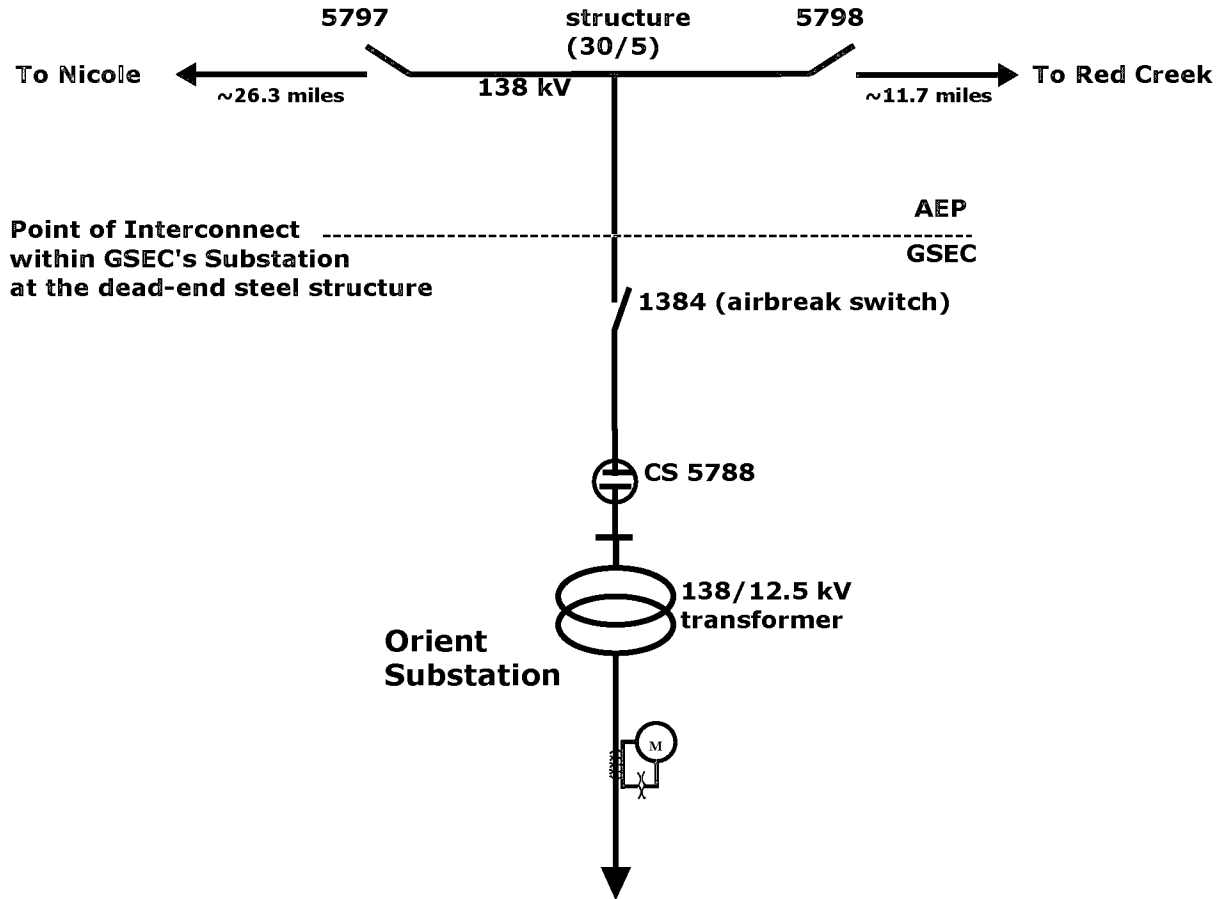 5797
structure
(30/5)
5798
To Nicole
138 kV
To Red Creek
~26.3 miles
~11.7 miles
AEP
Point of Interconnect
within GSEC's Substation
at the dead-end steel structure
GSEC
1384 (airbreak switch)
CS 5788
138/12.5 kV
transformer
Orient
Substation
M